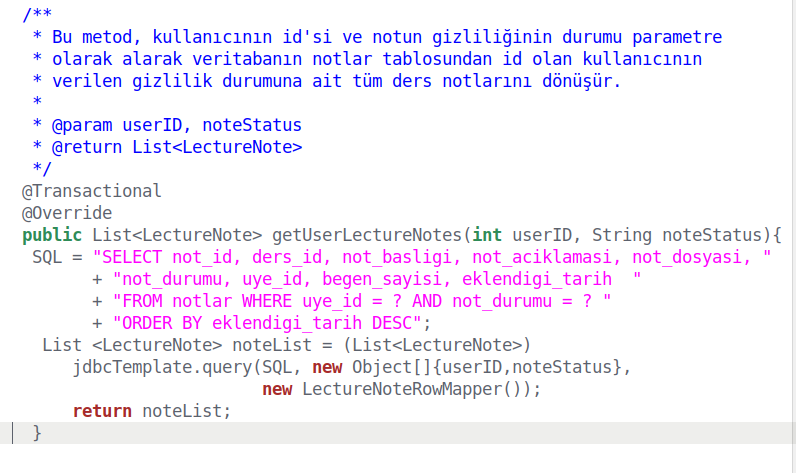 /**
 * Bu metod, kullanıcının id'si ve notun gizliliğinin durumu parametre
 * olarak alarak veritabanın notlar tablosundan id olan kullanıcının
 * verilen gizlilik durumuna ait tüm ders notlarını dönüşür.
 *
 * @param userID, noteStatus
 * @return List<LectureNote>
 */
@Transactional
@Override
public List<LectureNote> getUserLectureNotes(int userID, String noteStatus){
 SQL = "SELECT not_id, ders_id, not_basligi, not_aciklamasi, not_dosyasi, "
       + "not_durumu, uye_id, begen_sayisi, eklendigi_tarih  "
       + "FROM notlar WHERE uye_id = ? AND not_durumu = ? "
       + "ORDER BY eklendigi_tarih DESC";
  List <LectureNote> noteList = (List<LectureNote>)
     jdbcTemplate.query(SQL, new Object[]{userID,noteStatus},
                        new LectureNoteRowMapper());
     return noteList;
 }